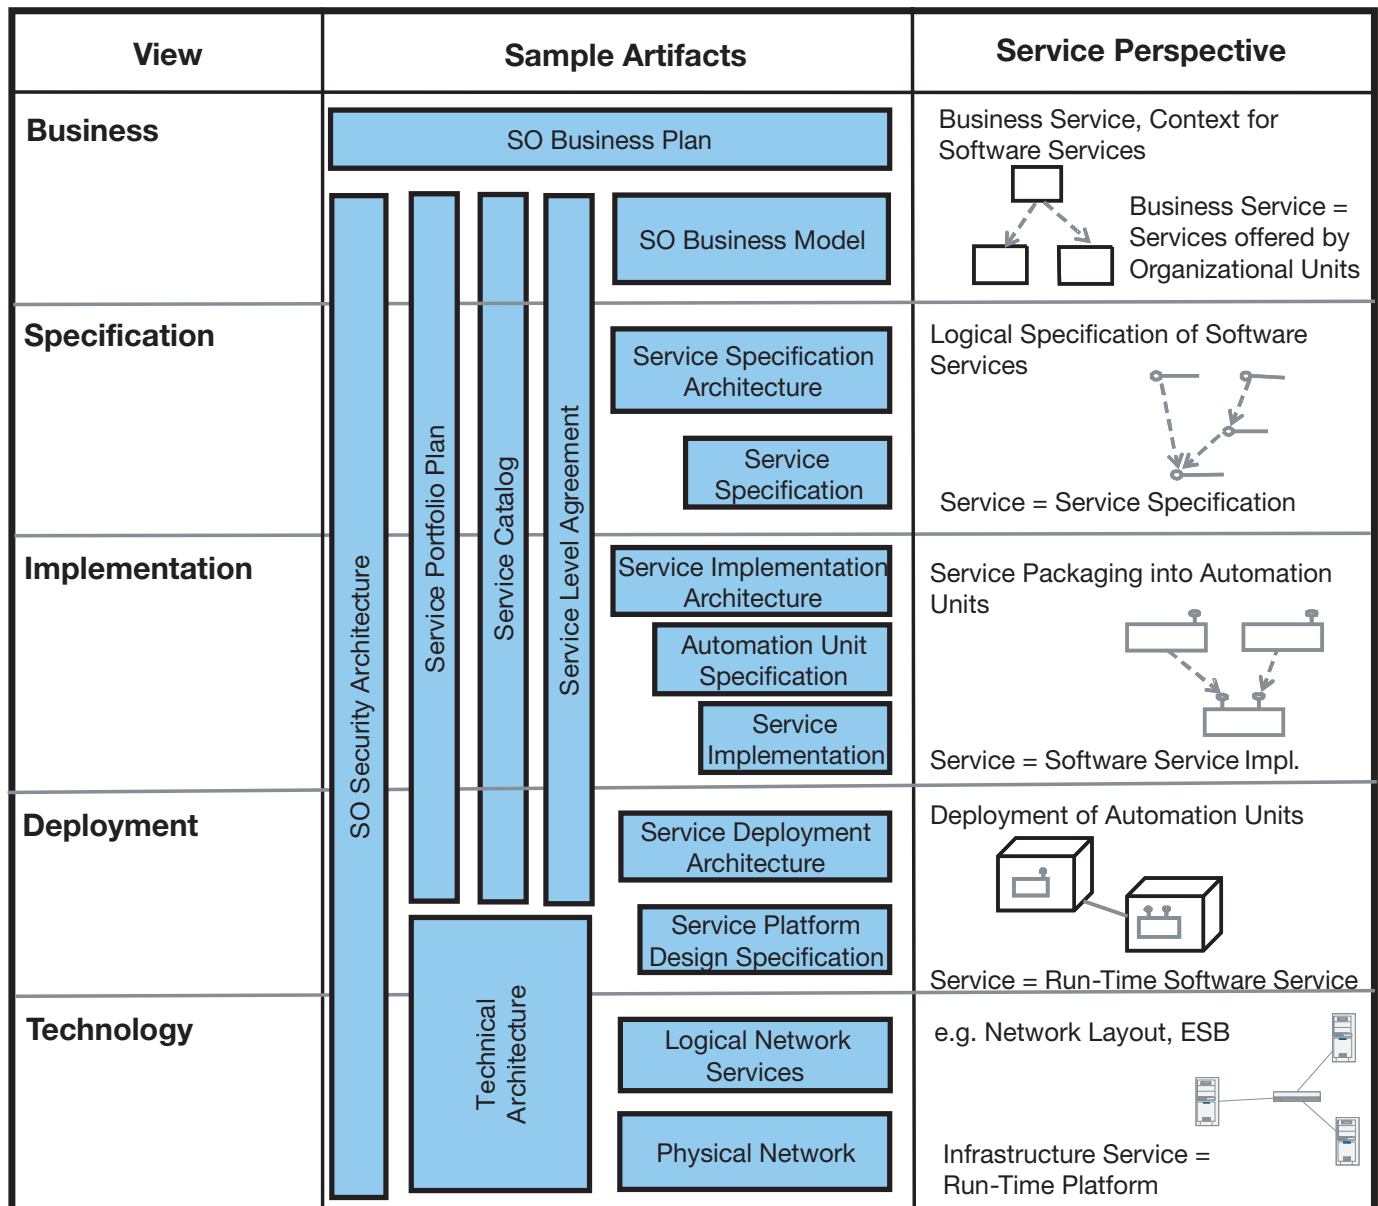 View
Sample Artifacts
Service Perspective
Business
SO Business Plan
SO Business Model
Business Service, Context for
Software Services
Business Service =
Services offered by
Organizational Units
SO Security Architecture
Service Portfolio Plan
Service Catalog
Service Level Agreement
Specification
Service Specification
Architecture
Service
Specification
Logical Specification of Software
Services
Service = Service Specification
Implementation
Service Implementation
Architecture
Automation Unit
Specification
Service
Implementation
Service Packaging into Automation
Units
Service = Software Service Impl.
Deployment
Service Deployment
Architecture
Service Platform
Design Specification
Deployment of Automation Units
Service = Run-Time Software Service
Technology
Technical
Architecture
Logical Network
Services
Physical Network
e.g. Network Layout, ESB
Infrastructure Service =
Run-Time Platform